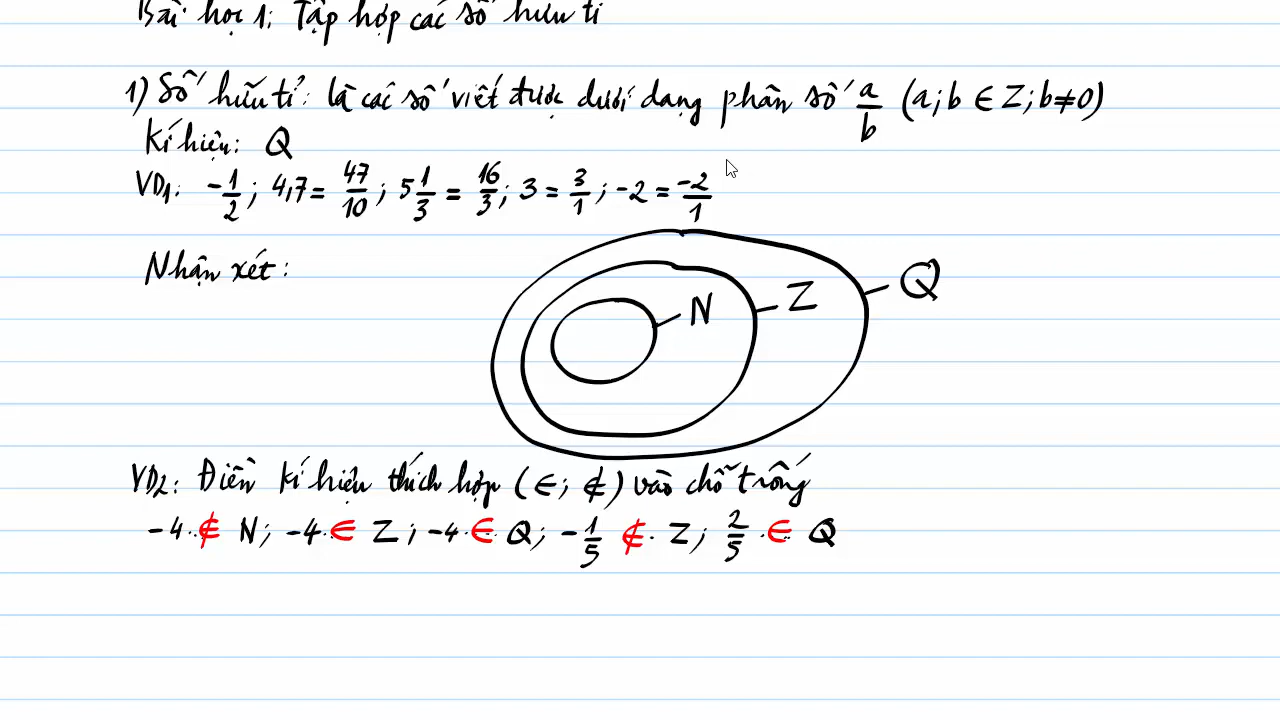 Bài học 1: Tập hợp các số hữu tỉ
1) Số hữu tỉ: là các số viết được dưới dạng phân số a/b (a; b ∈ Z; b≠0)
Kí hiệu: Q
VD1: -1/2; 4,7 = 47/10; 5 1/3 = 16/3; 3 = 3/1; -2 = -2/1
Nhận xét:
N Z Q
VD2: Điền kí hiệu thích hợp (∈; ∉) vào chỗ trống
-4 ∉ N; -4 ∈ Z; -4 ∈ Q; -1/5 ∉ Z; 2/5 ∈ Q